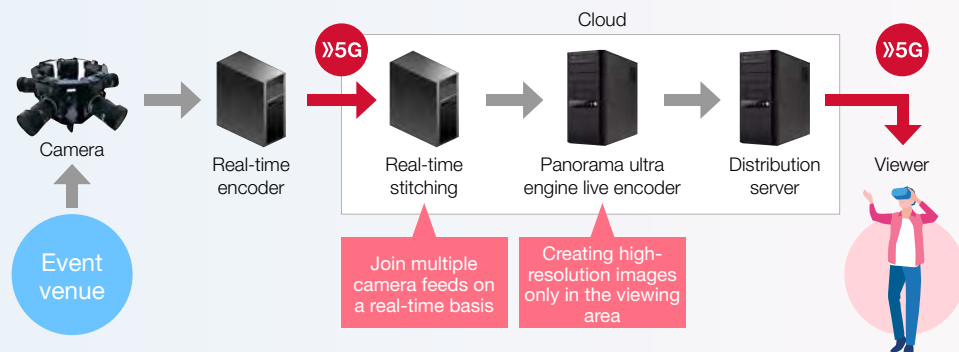 Cloud
》5G
》5G
Camera
Real-time
encoder
Real-time
stitching
Panorama ultra
engine live encoder
Distribution
server
Viewer
Event
venue
Join multiple
camera feeds on
a real-time basis
Creating high-
resolution images
only in the viewing
area